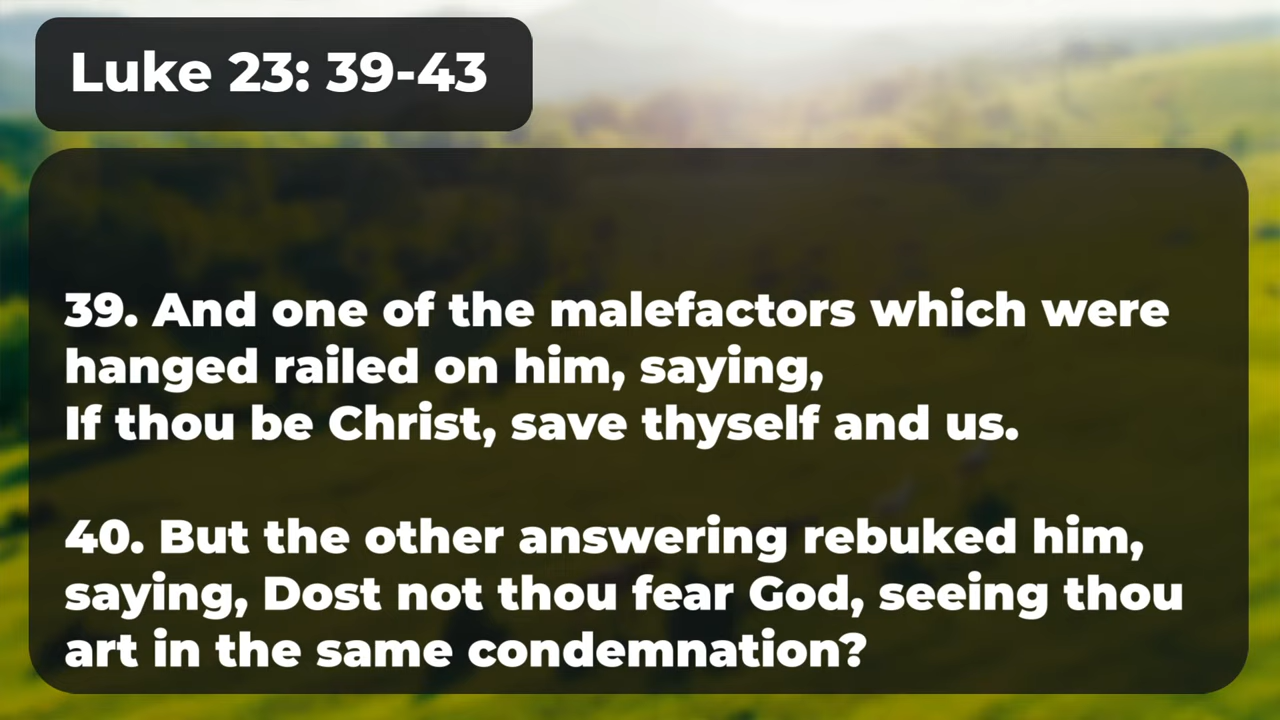 Luke 23: 39-43
39. And one of the malefactors which were
hanged railed on him, saying,
If thou be Christ, save thyself and us.
40. But the other answering rebuked him,
saying, Dost not thou fear God, seeing thou
art in the same condemnation?